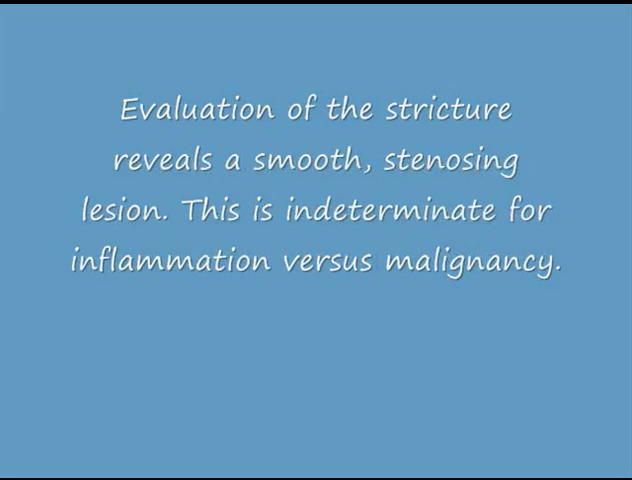 Evaluation of the stricture
reveals a smooth, stenosing
lesion. This is indeterminate for
inflammation versus malignancy.